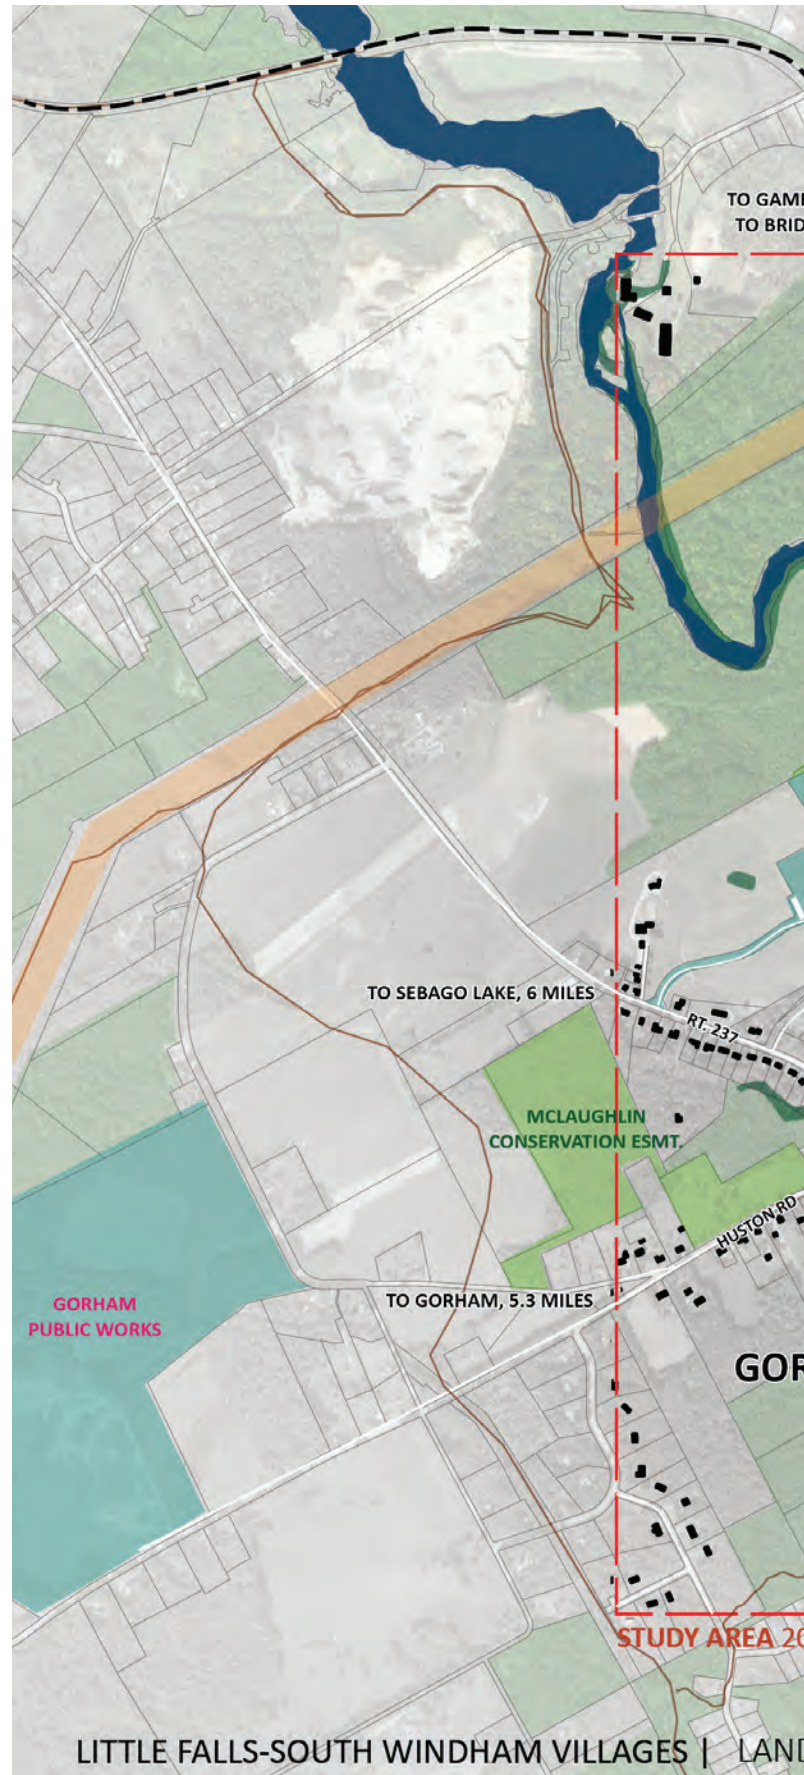 TO GAM
TO BRID
TO SEBAGO LAKE, 6 MILES
RT. 237
MCLAUGHLIN
CONSERVATION ESMT.
HUSTON RD
TO GORHAM, 5.3 MILES
GORHAM
PUBLIC WORKS
GOR
STUDY AREA 20
LITTLE FALLS-SOUTH WINDHAM VILLAGES | LAND